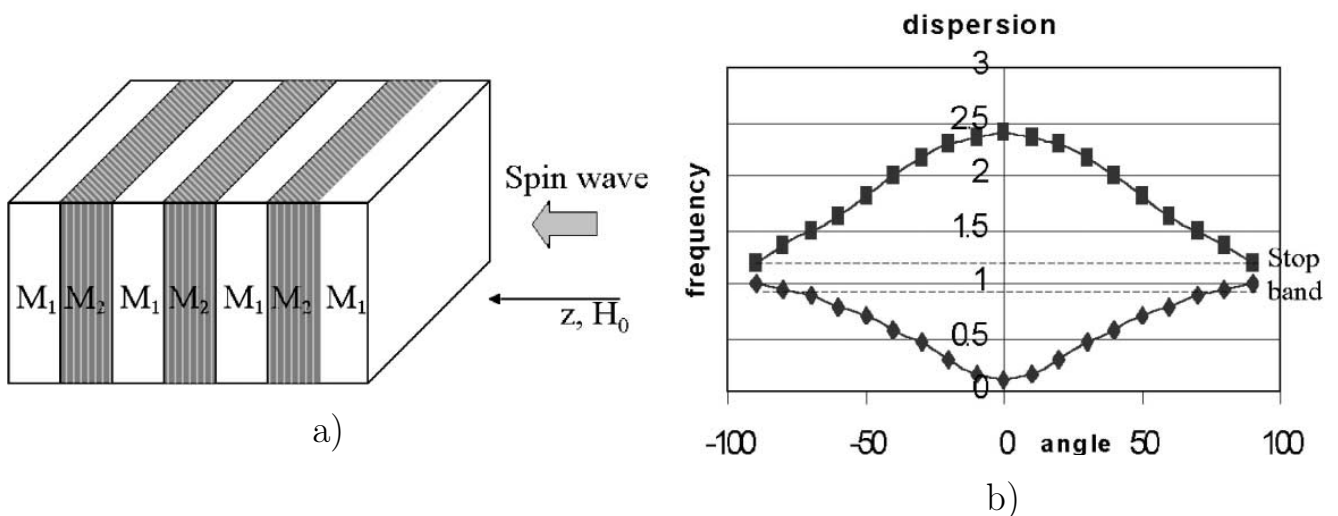 M1 M2 M1 M2 M1 M2 M1
Spin wave
z, H0
a)
dispersion
frequency
3
2.5
2
1.5
1
0.5
0
Stop
band
-100 -50 0 angle 50 100
b)